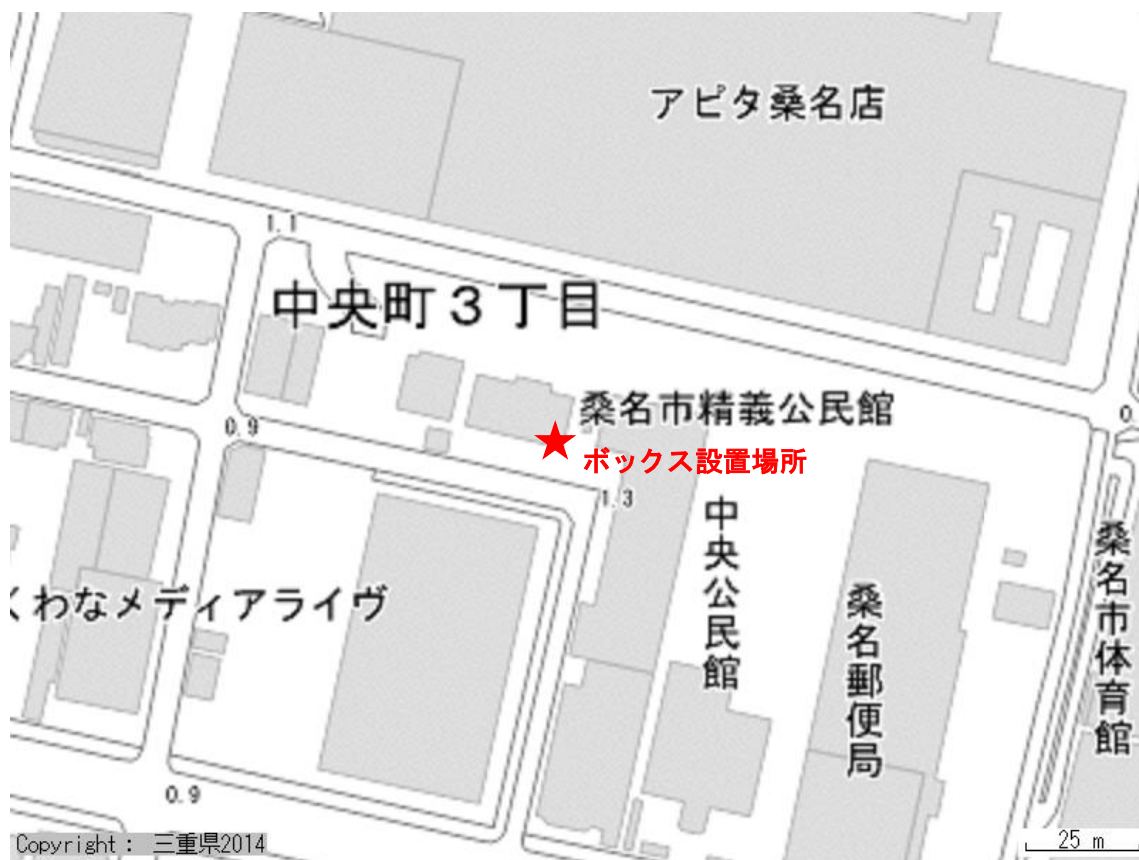 アピタ桑名店
1.1
中央町3丁目
桑名市精義公民館
0.
0.9
ボックス設置場所
1.3
中央公民館
桑名郵便局
桑名市体育館
くわなメディアライヴ
0.9
Copyright： 三重県2014
25 m